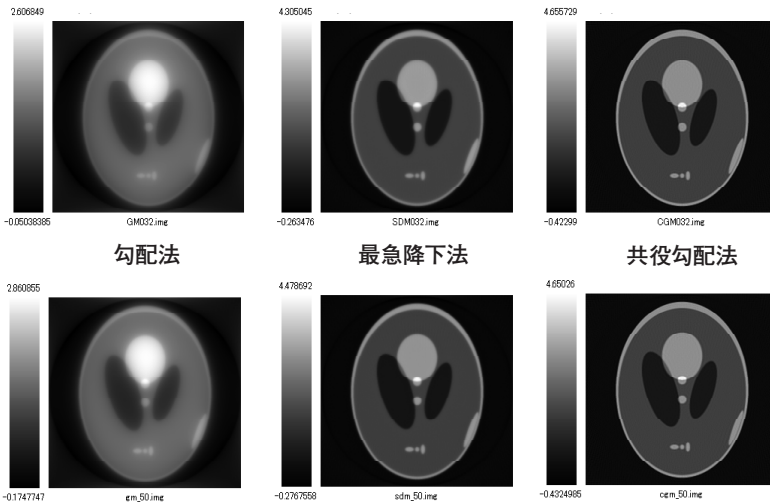 2.606849
4.305045
4.655729
-0.05038385
GM032.img
-0.263476
SDM032.img
-0.42299
CGM032.img
勾配法
最急降下法
共役勾配法
2.860855
4.478692
4.65026
-0.1747747
gm_50.img
-0.2767558
sdm_50.img
-0.4324985
cgm_50.img